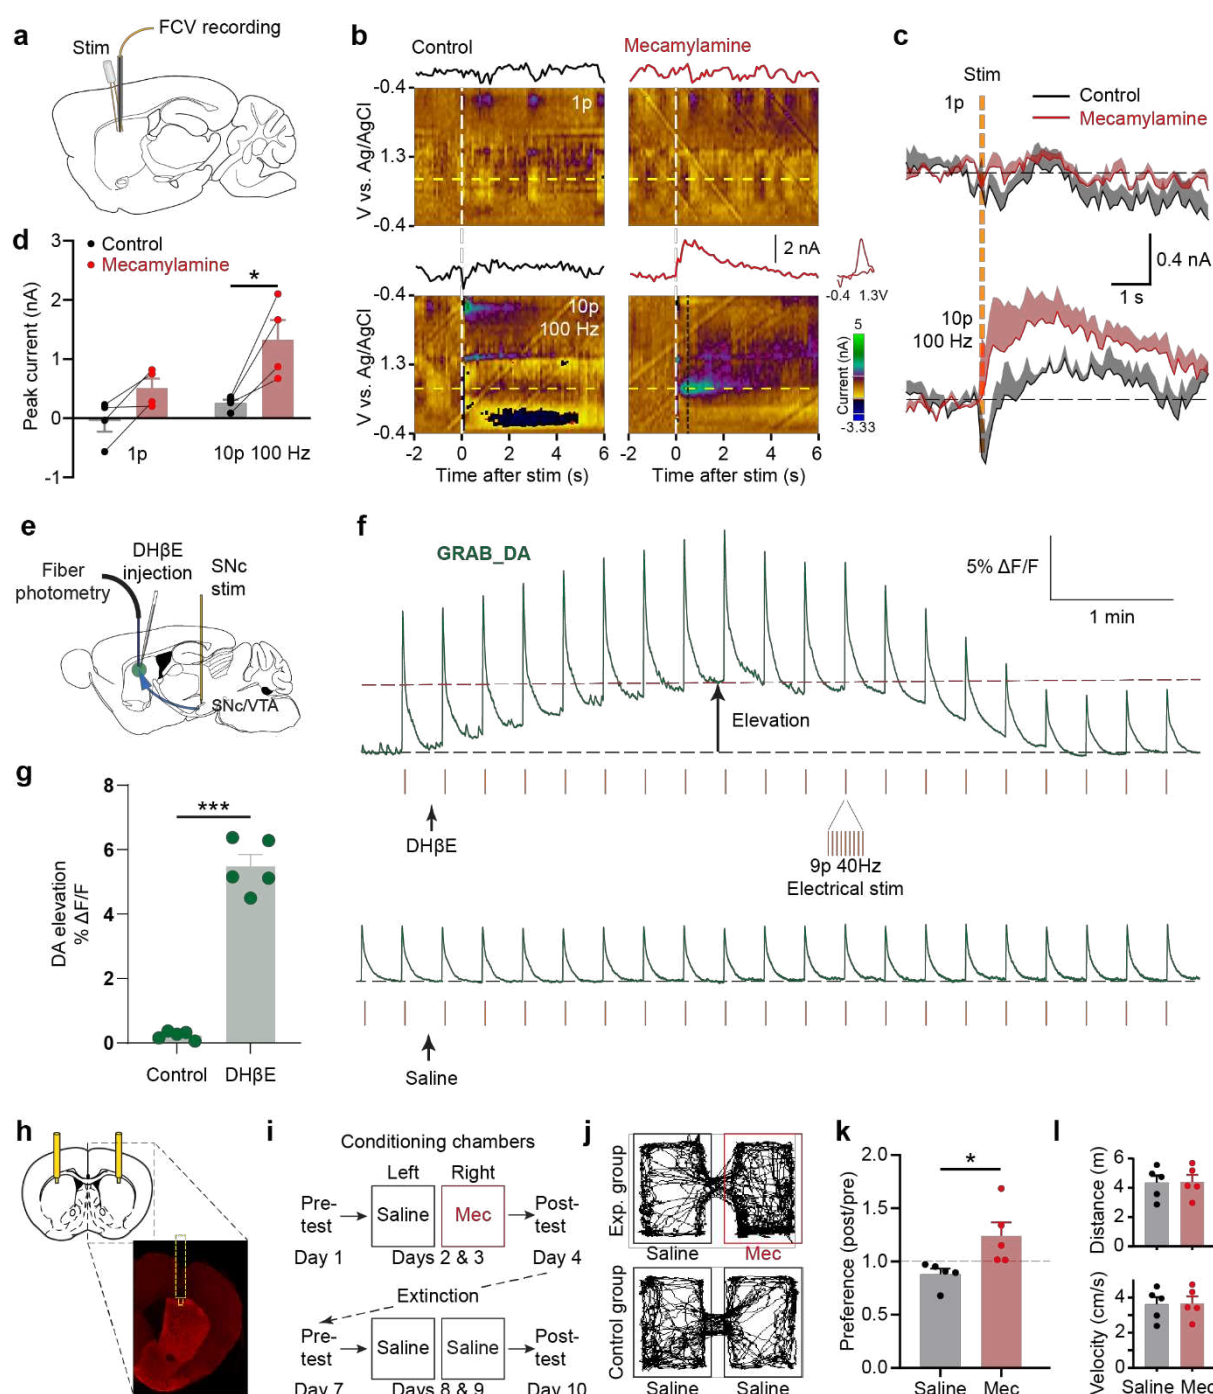 a
FCV recording
Stim
b
Control
Mecamylamine
-0.4
1p
1.3
-0.4
V vs. Ag/AgCl
2 nA
-0.4 1.3V
-0.4
10p
100 Hz
1.3
-0.4
V vs. Ag/AgCl
5
Current (nA)
-3.33
-2 0 2 4 6
-2 0 2 4 6
Time after stim (s)
Time after stim (s)
c
Stim
1p
Control
Mecamylamine
0.4 nA
1 s
10p
100 Hz
d
Control
Mecamylamine
*
3
2
1
0
-1
Peak current (nA)
1p
10p 100 Hz
e
DHβE
injection
SNc
stim
Fiber
photometry
SNc/VTA
f
GRAB_DA
5% ΔF/F
1 min
Elevation
DHβE
9p 40Hz
Electrical stim
Saline
g
***
8
6
4
2
0
DA elevation
% ΔF/F
Control DHβE
h
i
Conditioning chambers
Left Right
Pre-
test
Saline
Mec
Post-
test
Day 1 Days 2 & 3 Day 4
Extinction
Pre-
test
Saline
Saline
Post-
test
Day 7 Days 8 & 9 Day 10
j
Exp. group
Saline Mec
Control group
Saline Saline
k
*
2.0
1.5
1.0
0.5
0.0
Preference (post/pre)
Saline Mec
l
6
4
2
0
Distance (m)
4
2
0
Velocity (cm/s)
Saline Mec